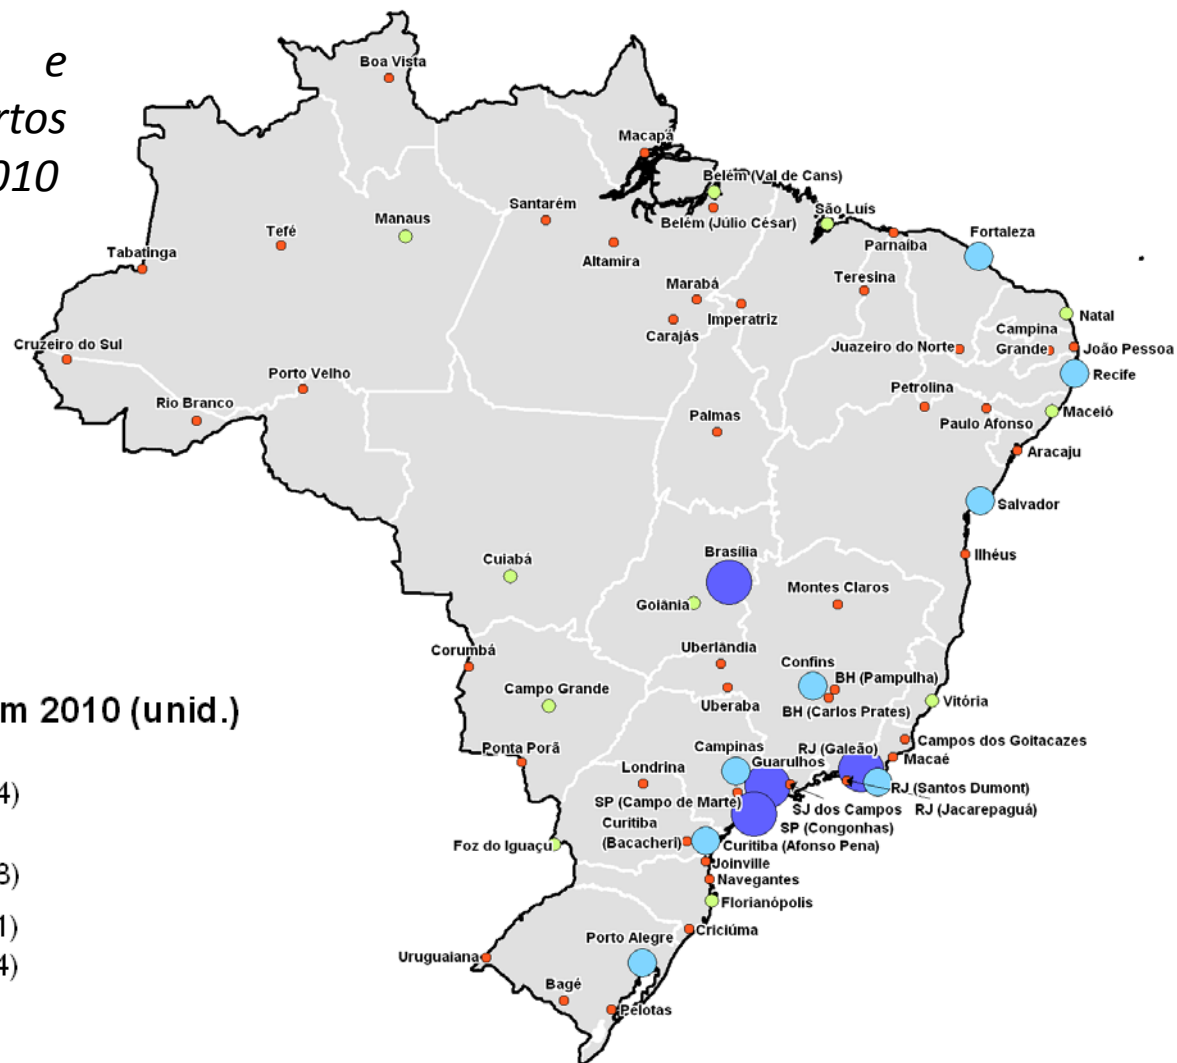 e
rtos
010
Boa Vista
Macapá
Belém (Val de Cans)
Santarém
Manaus
São Luís
Belém (Júlio César)
Fortaleza
Tefé
Parnaíba
Tabatinga
Altamira
Teresina
Marabá
Imperatriz
Natal
Carajás
Campina
Grande
Cruzeiro do Sul
Juazeiro do Norte
João Pessoa
Porto Velho
Recife
Rio Branco
Petrolina
Palmas
Maceió
Paulo Afonso
Aracaju
Salvador
Brasília
Ilhéus
Cuiabá
Montes Claros
Goiânia
Uberlândia
Corumbá
Confins
BH (Pampulha)
Campo Grande
Vitória
Uberaba
BH (Carlos Prates)
m 2010 (unid.)
Campos dos Goitacazes
Ponta Porã
Campinas
RJ (Galeão)
Macaé
Guarulhos
Londrina
RJ (Santos Dumont)
4)
SP (Campo de Marte)
SJ dos Campos
RJ (Jacarepaguá)
Curitiba
(Bacacheri)
SP (Congonhas)
Foz do Iguaçu
Curitiba (Afonso Pena)
Joinville
3)
Navegantes
Florianópolis
1)
Criciúma
Porto Alegre
Uruguaiana
4)
Bagé
Pelotas